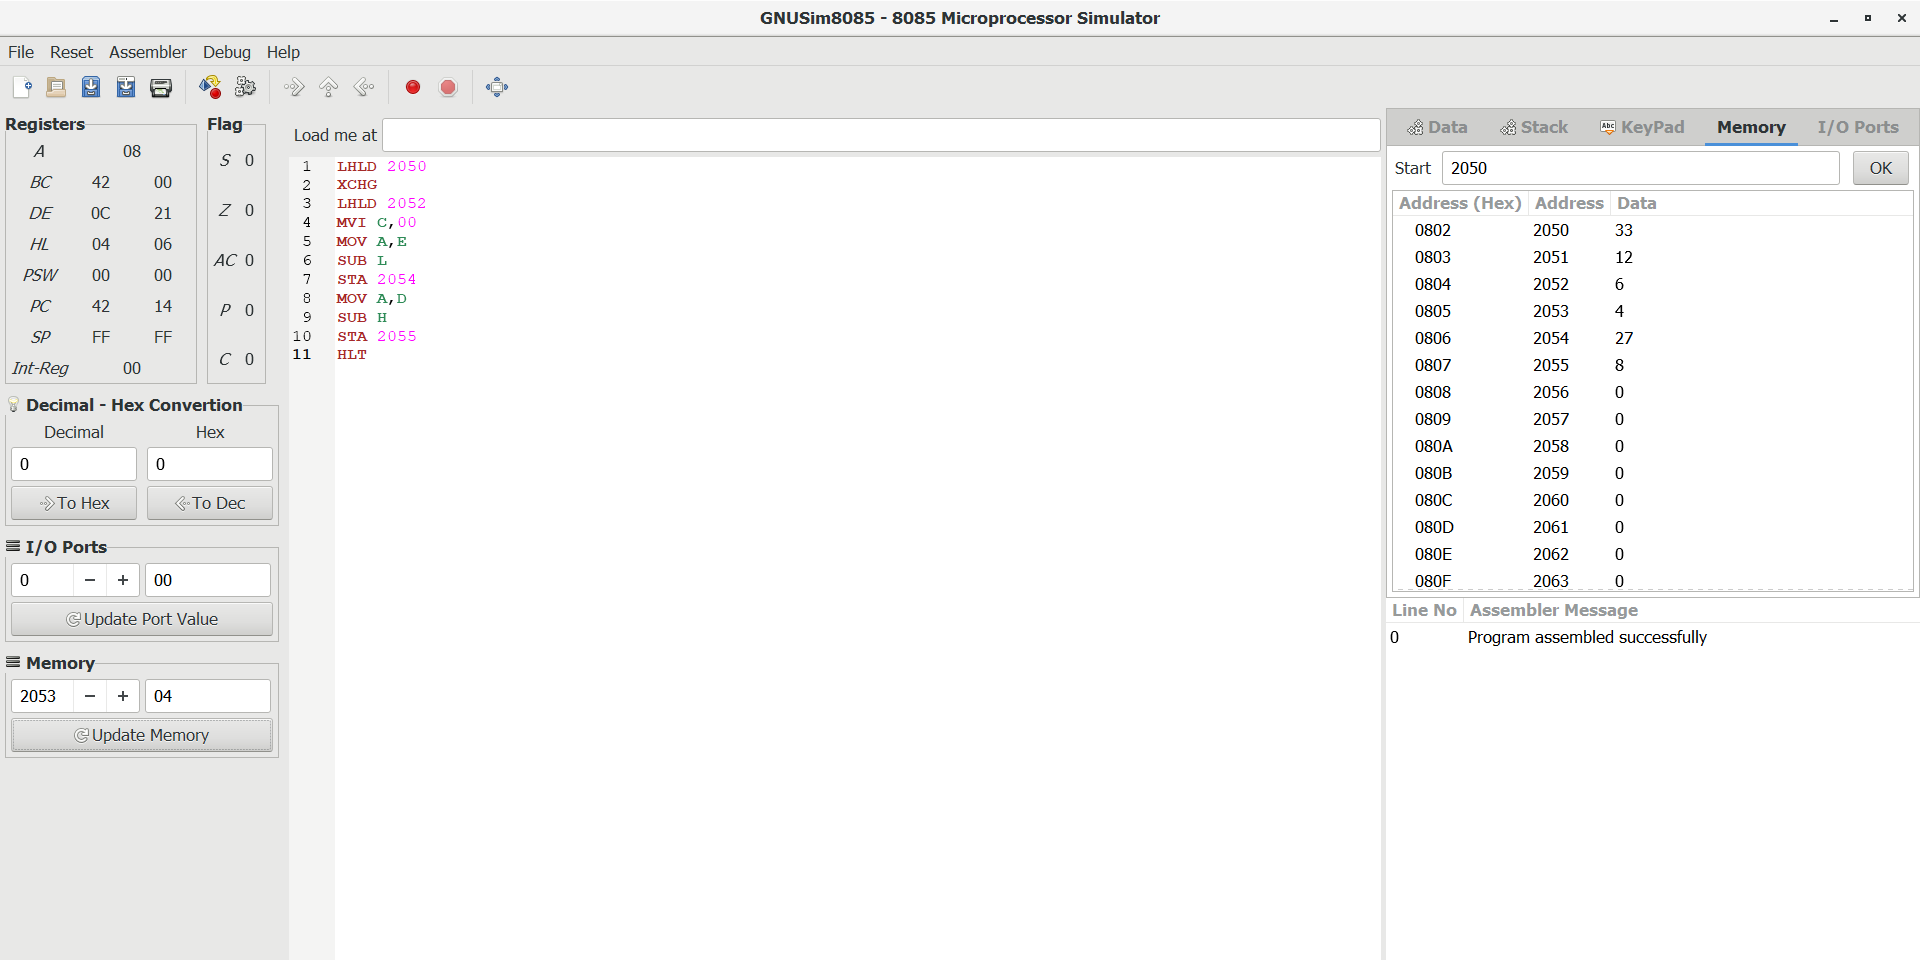 GNUSim8085 - 8085 Microprocessor Simulator
File Reset Assembler Debug Help
Registers
A 08
BC 42 00
DE 0C 21
HL 04 06
PSW 00 00
PC 42 14
SP FF FF
Int-Reg 00
Flag
S 0
Z 0
AC 0
P 0
C 0
Decimal - Hex Convertion
Decimal Hex
0 0
To Hex To Dec
I/O Ports
0 − + 00
Update Port Value
Memory
2053 − + 04
Update Memory
Load me at
1 LHLD 2050
2 XCHG
3 LHLD 2052
4 MVI C,00
5 MOV A,E
6 SUB L
7 STA 2054
8 MOV A,D
9 SUB H
10 STA 2055
11 HLT
Data Stack Abc KeyPad Memory I/O Ports
Start 2050 OK
Address (Hex) Address Data
0802 2050 33
0803 2051 12
0804 2052 6
0805 2053 4
0806 2054 27
0807 2055 8
0808 2056 0
0809 2057 0
080A 2058 0
080B 2059 0
080C 2060 0
080D 2061 0
080E 2062 0
080F 2063 0
Line No Assembler Message
0 Program assembled successfully